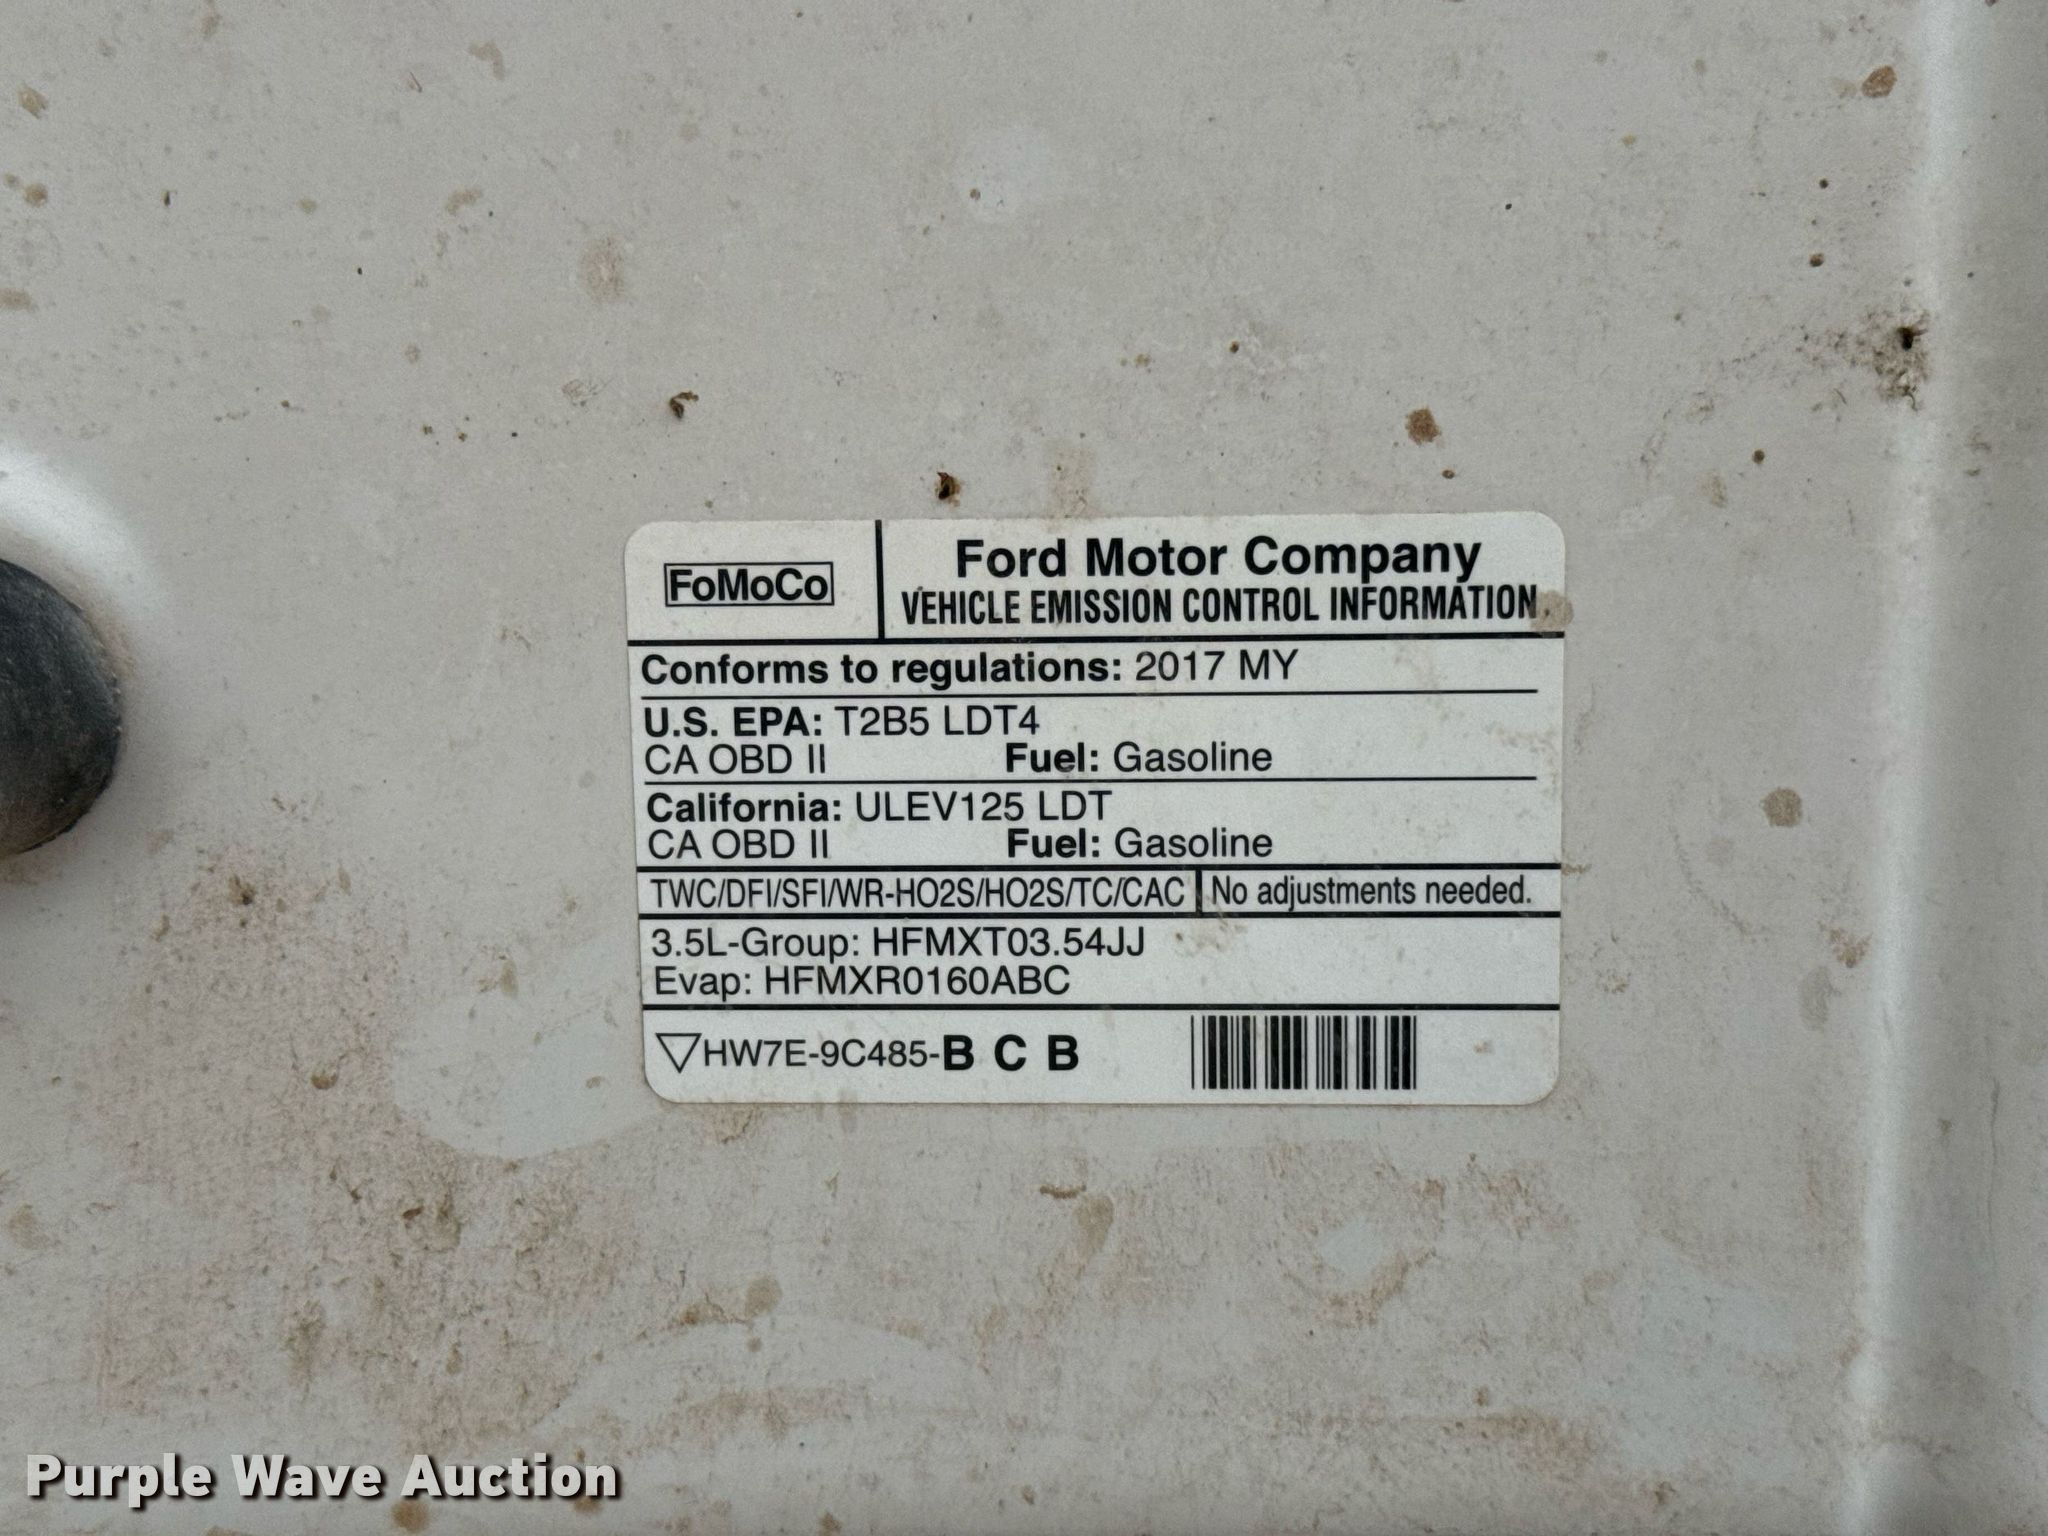 FoMoCo
Ford Motor Company
VEHICLE EMISSION CONTROL INFORMATION
Conforms to regulations: 2017 MY
U.S. EPA: T2B5 LDT4
CA OBD II Fuel: Gasoline
California: ULEV125 LDT
CA OBD II Fuel: Gasoline
TWC/DFI/SFI/WR-HO2S/HO2S/TC/CAC No adjustments needed.
3.5L-Group: HFMXT03.54JJ
Evap: HFMXR0160ABC
HW7E-9C485-B C B
Purple Wave Auction